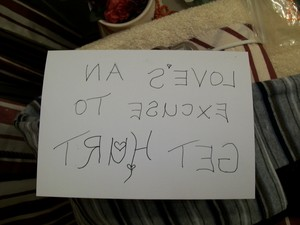 LOVE'S AN
EXCUSE TO
GET HURT